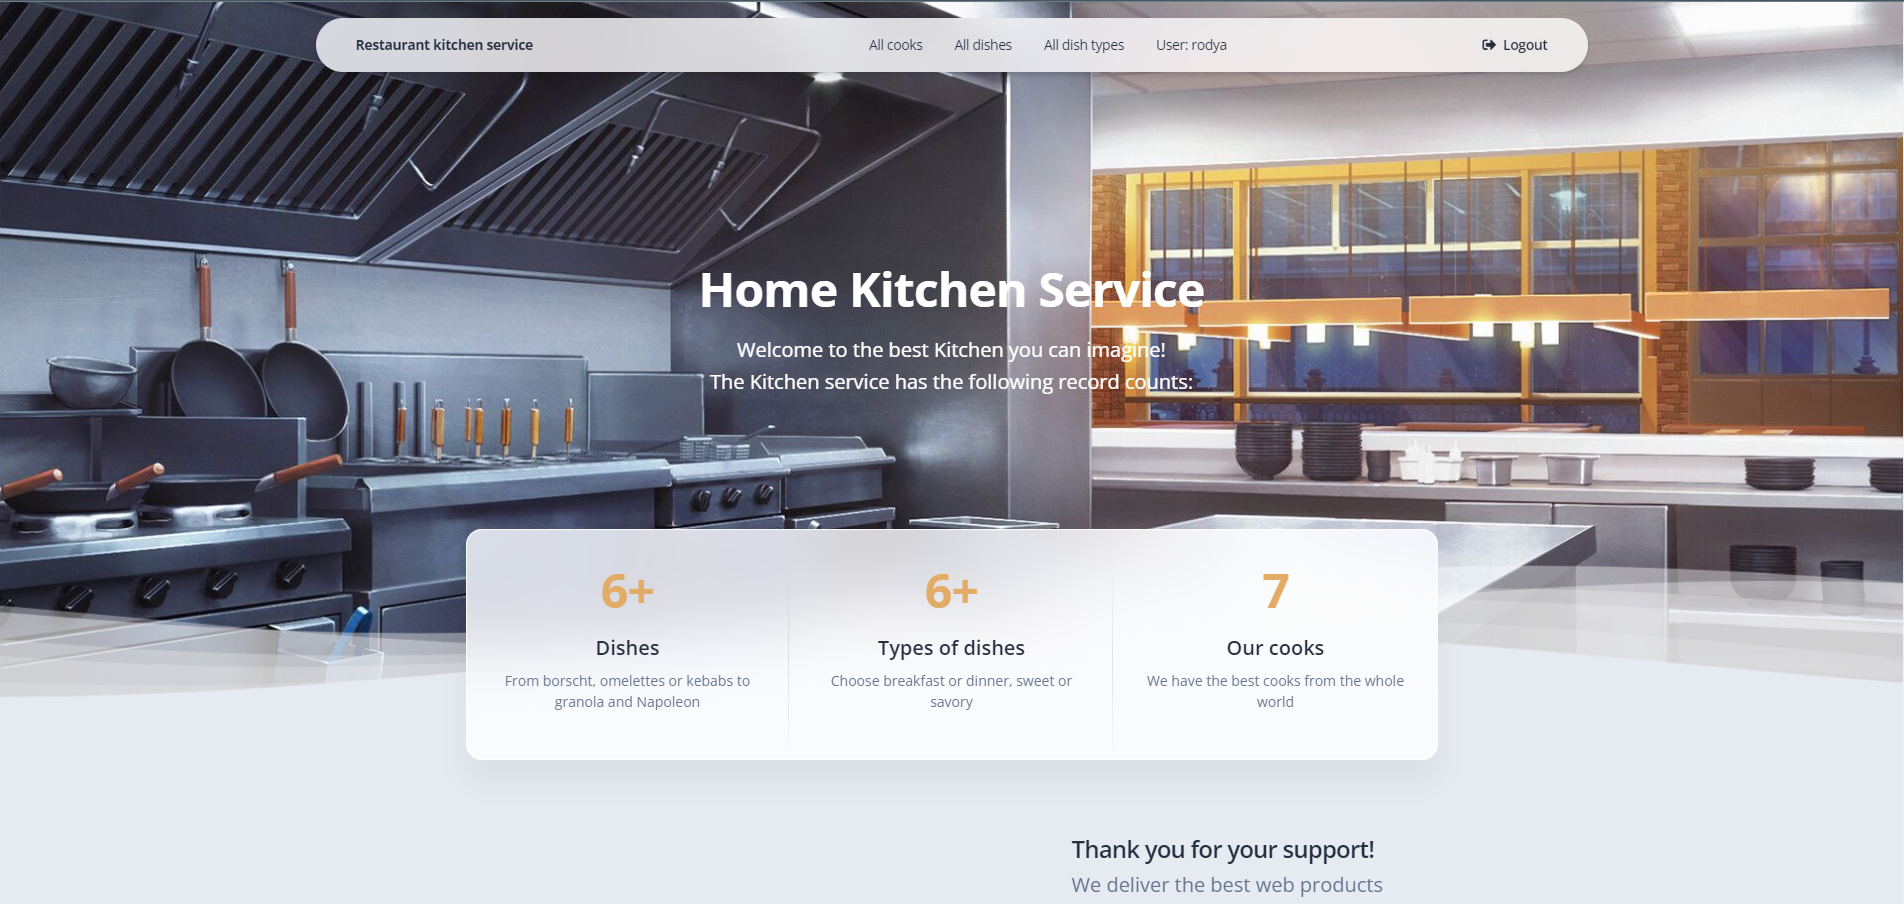 Restaurant kitchen service
All cooks
All dishes
All dish types
User: rodya
Logout
Home Kitchen Service
Welcome to the best Kitchen you can imagine!
The Kitchen service has the following record counts:
6+
Dishes
From borscht, omelettes or kebabs to
granola and Napoleon
6+
Types of dishes
Choose breakfast or dinner, sweet or
savory
7
Our cooks
We have the best cooks from the whole
world
Thank you for your support!
We deliver the best web products